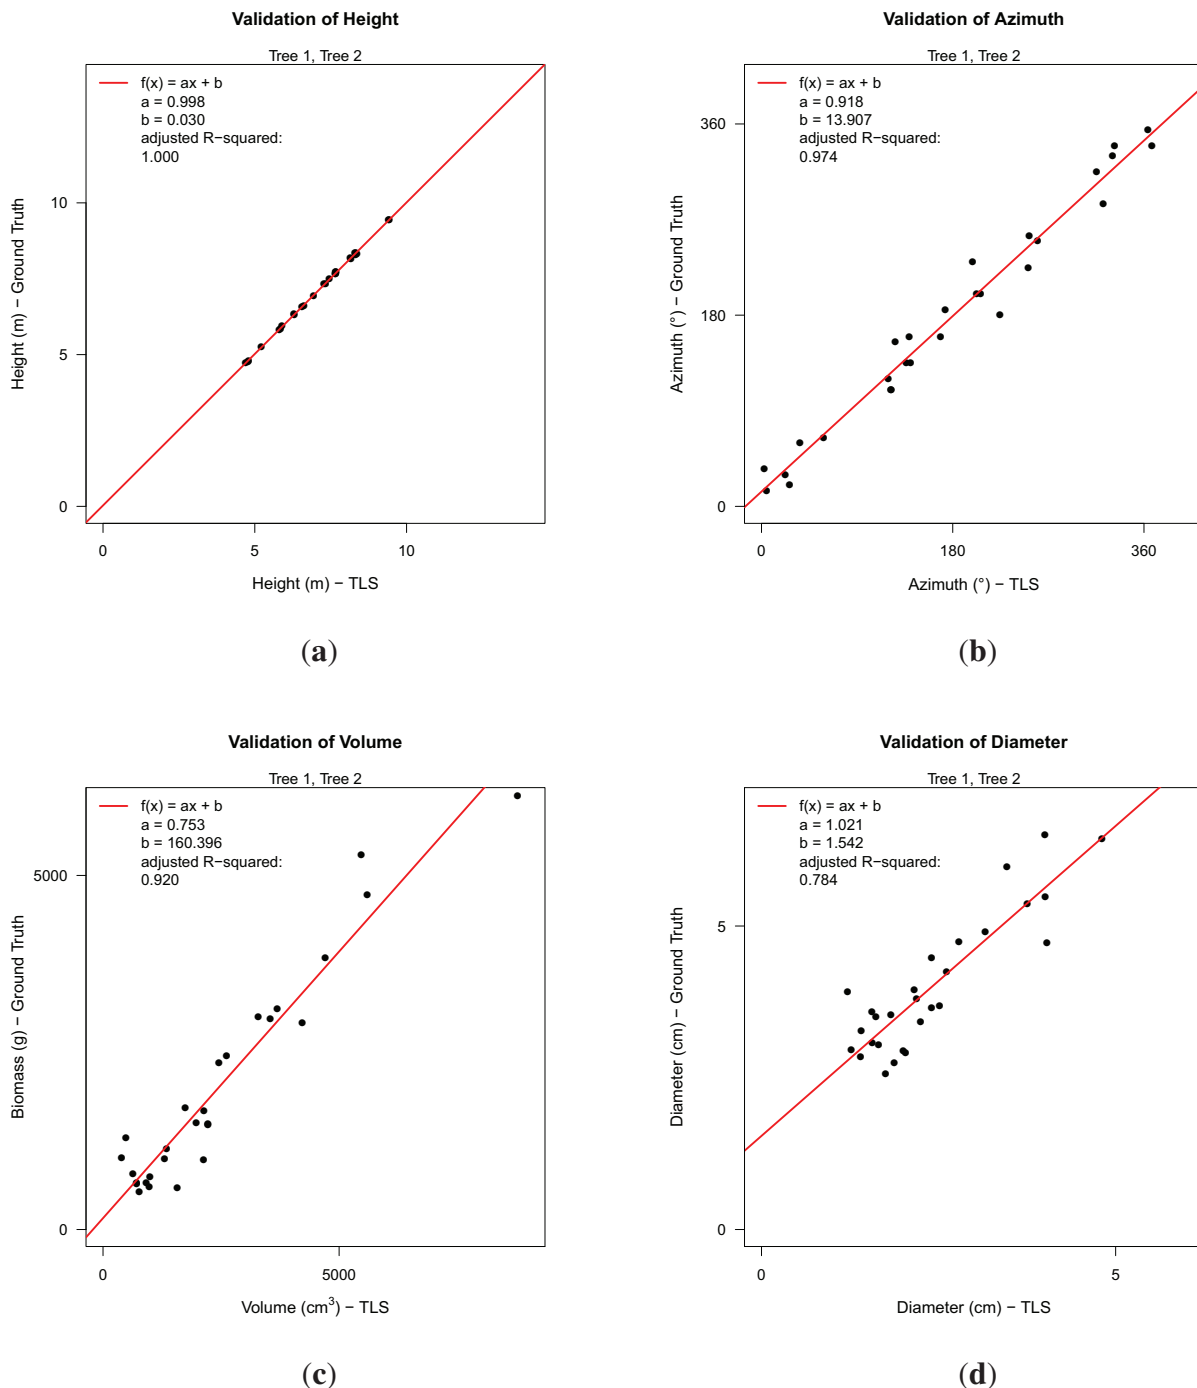 Validation of Height
Tree 1, Tree 2
f(x) = ax + b
a = 0.998
b = 0.030
adjusted R−squared:
1.000
Height (m) − Ground Truth
10
5
0
0 5 10
Height (m) − TLS
(a)
Validation of Azimuth
Tree 1, Tree 2
f(x) = ax + b
a = 0.918
b = 13.907
adjusted R−squared:
0.974
Azimuth (°) − Ground Truth
360
180
0
0 180 360
Azimuth (°) − TLS
(b)
Validation of Volume
Tree 1, Tree 2
f(x) = ax + b
a = 0.753
b = 160.396
adjusted R−squared:
0.920
Biomass (g) − Ground Truth
5000
0
0 5000
Volume (cm³) − TLS
(c)
Validation of Diameter
Tree 1, Tree 2
f(x) = ax + b
a = 1.021
b = 1.542
adjusted R−squared:
0.784
Diameter (cm) − Ground Truth
5
0
0 5
Diameter (cm) − TLS
(d)